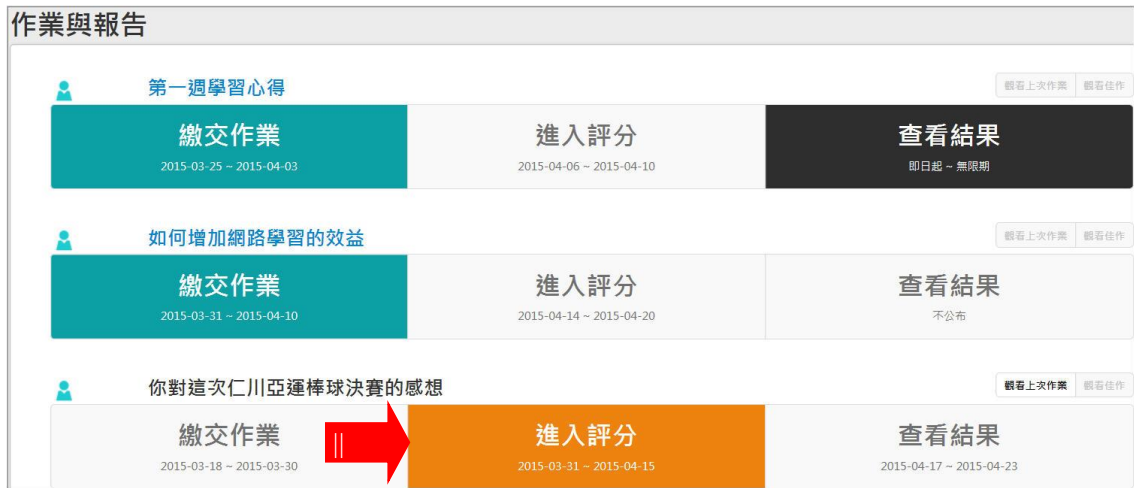 作業與報告
第一週學習心得
觀看上次作業 觀看佳作
繳交作業 進入評分 查看結果
2015-03-25 ~ 2015-04-03 2015-04-06 ~ 2015-04-10 即日起 ~ 無限期
如何增加網路學習的效益
觀看上次作業 觀看佳作
繳交作業 進入評分 查看結果
2015-03-31 ~ 2015-04-10 2015-04-14 ~ 2015-04-20 不公布
你對這次仁川亞運棒球決賽的感想
觀看上次作業 觀看佳作
繳交作業 || 進入評分 查看結果
2015-03-18 ~ 2015-03-30 2015-03-31 ~ 2015-04-15 2015-04-17 ~ 2015-04-23